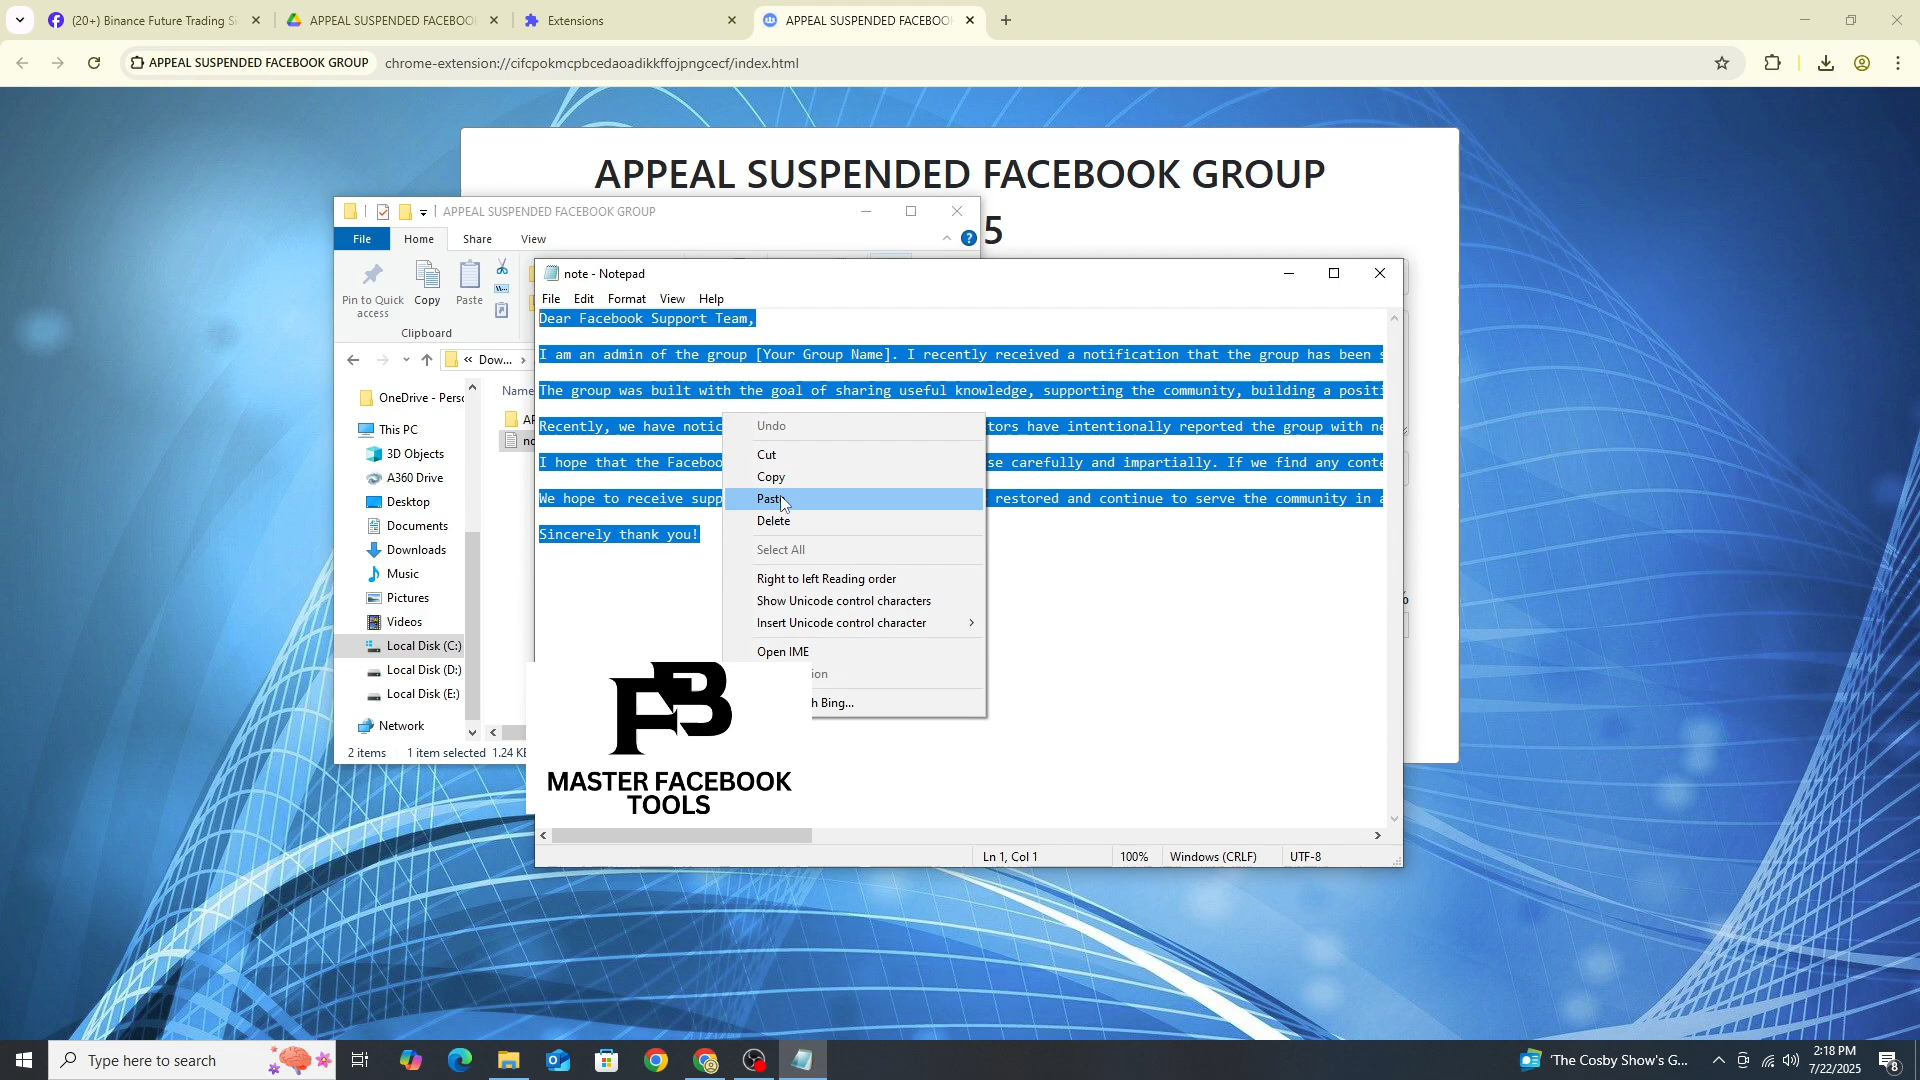 (20+) Binance Future Trading Si
APPEAL SUSPENDED FACEBOO
Extensions
APPEAL SUSPENDED FACEBOO
APPEAL SUSPENDED FACEBOOK GROUP
chrome-extension://cifcpokmcpbcedaoadikkffojpngcecf/index.html
APPEAL SUSPENDED FACEBOOK GROUP
5
APPEAL SUSPENDED FACEBOOK GROUP
File
Home
Share
View
Pin to Quick access
Copy
Paste
Clipboard
« Dow...
Name
OneDrive - Perso
This PC
3D Objects
A360 Drive
Desktop
Documents
Downloads
Music
Pictures
Videos
Local Disk (C:)
Local Disk (D:)
Local Disk (E:)
Network
2 items
1 item selected
1.24 KB
note - Notepad
File
Edit
Format
View
Help
Dear Facebook Support Team,
I am an admin of the group [Your Group Name]. I recently received a notification that the group has been s
The group was built with the goal of sharing useful knowledge, supporting the community, building a positi
Recently, we have notic tors have intentionally reported the group with ne
I hope that the Faceboo se carefully and impartially. If we find any conte
We hope to receive supp restored and continue to serve the community in a
Sincerely thank you!
Undo
Cut
Copy
Paste
Delete
Select All
Right to left Reading order
Show Unicode control characters
Insert Unicode control character
Open IME
ion
h Bing...
FB
MASTER FACEBOOK
TOOLS
Ln 1, Col 1
100%
Windows (CRLF)
UTF-8
Type here to search
'The Cosby Show's G...
2:18 PM
7/22/2025
8